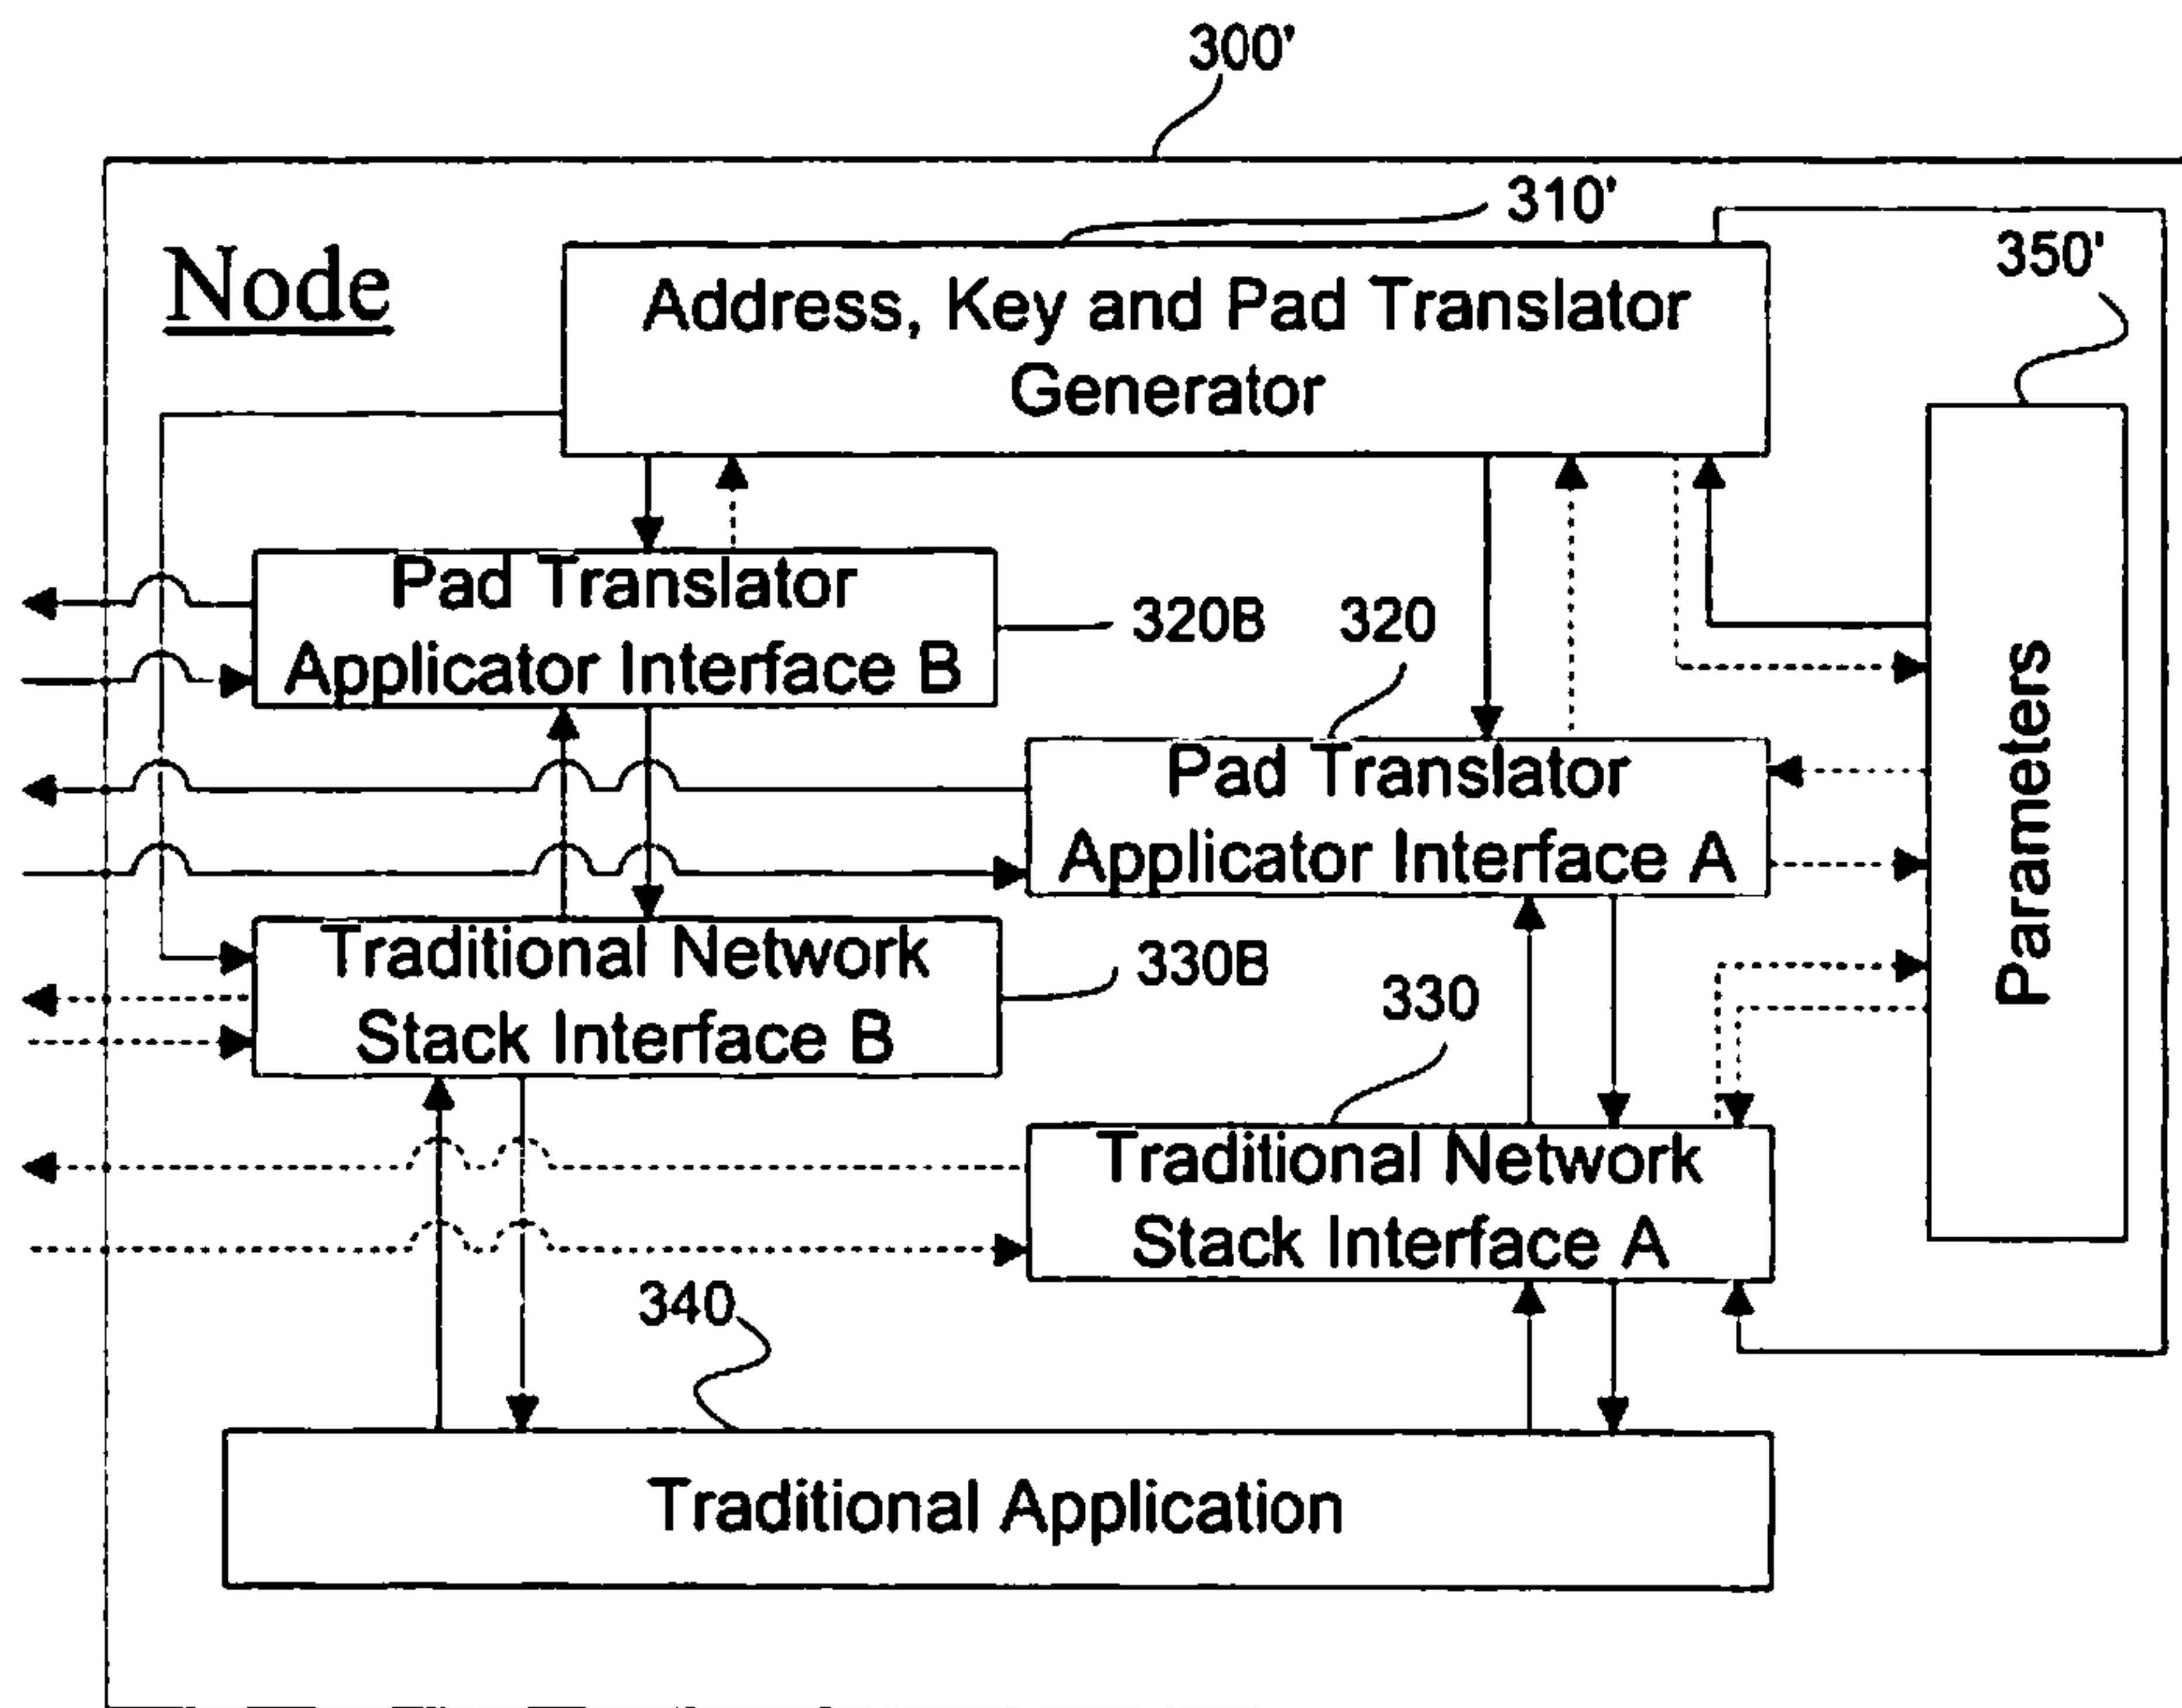 300'
310'
350'
Node
Address, Key and Pad Translator
Generator
Pad Translator
Applicator Interface B
320B
320
Pad Translator
Applicator Interface A
Parameters
Traditional Network
Stack Interface B
330B
330
Traditional Network
Stack Interface A
340
Traditional Application